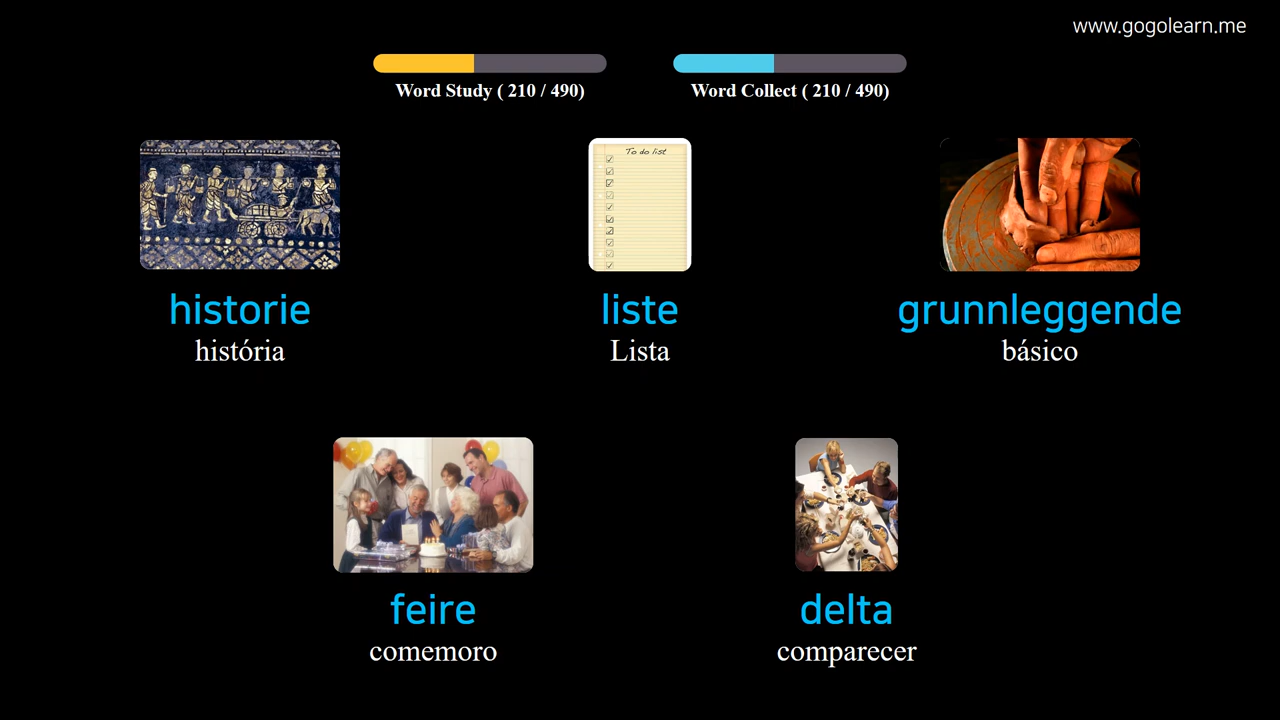 www.gogolearn.me
Word Study ( 210 / 490)
Word Collect ( 210 / 490)
To do list
historie
história
liste
Lista
grunnleggende
básico
feire
comemoro
delta
comparecer